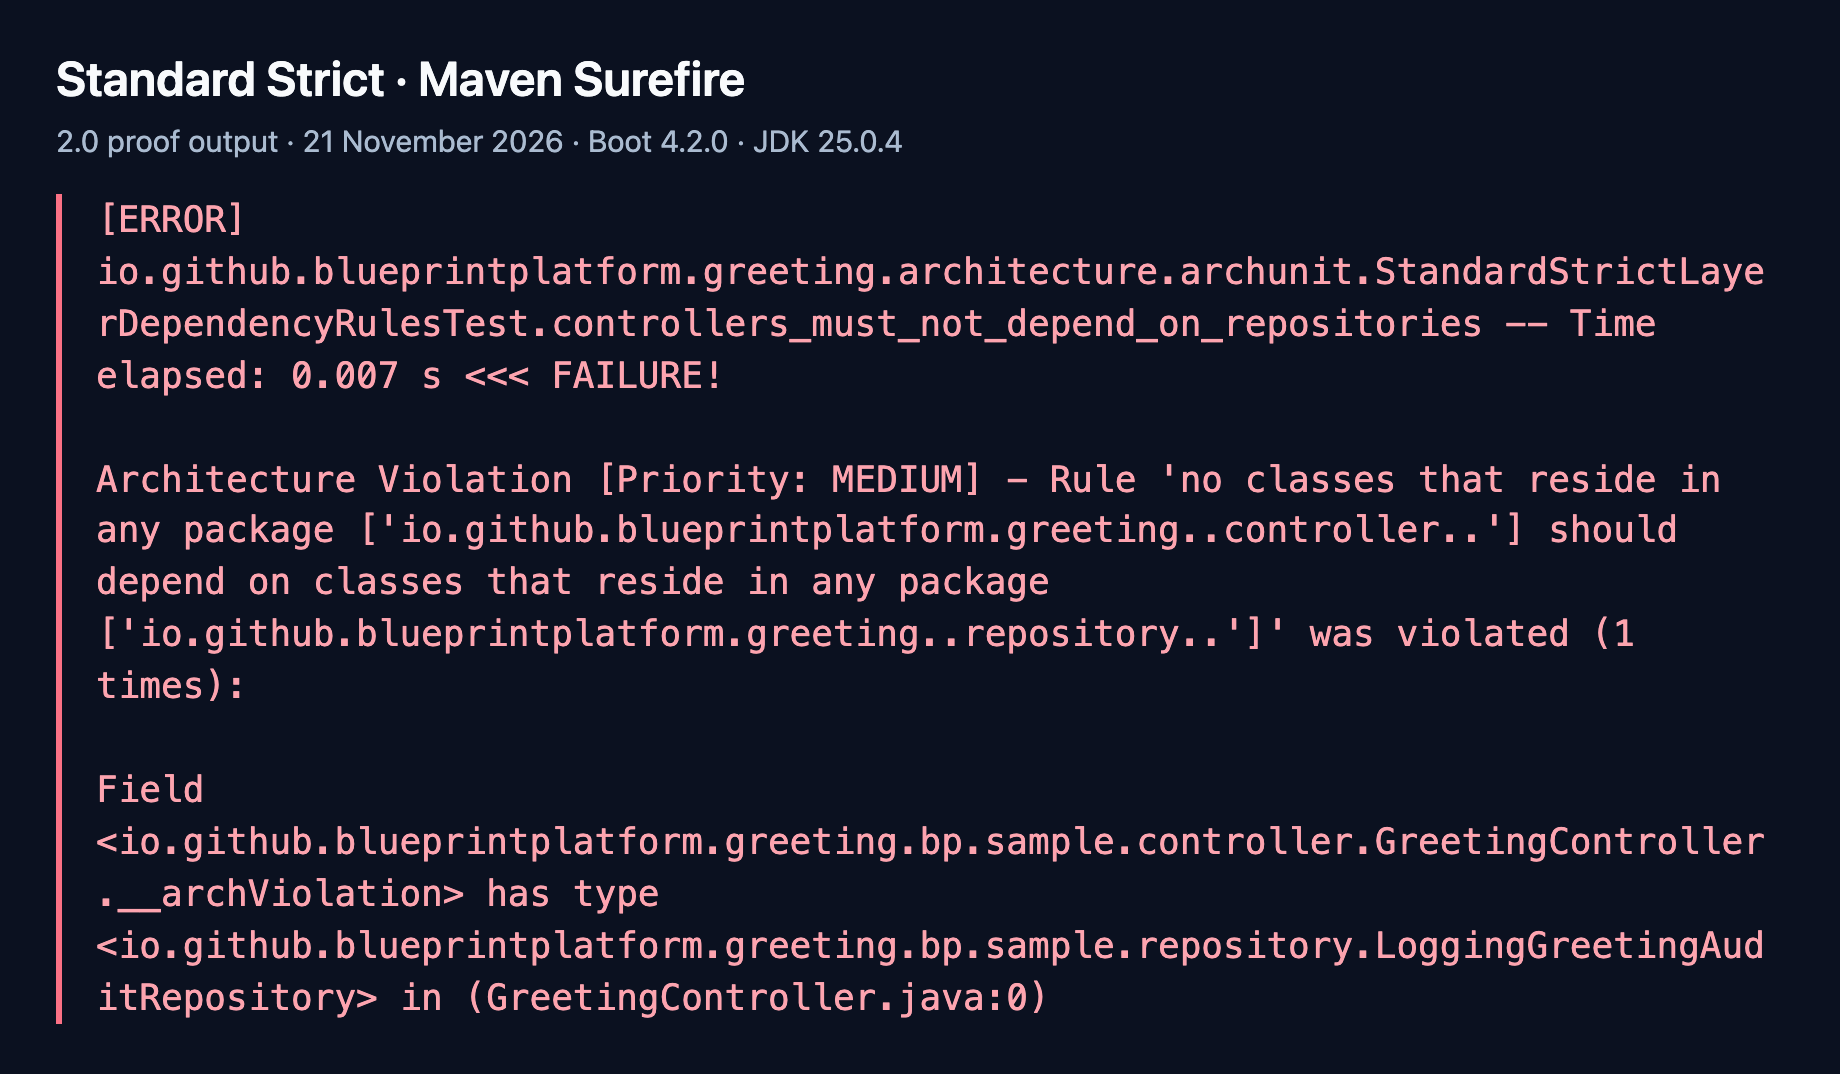 Standard Strict · Maven Surefire
2.0 proof output · 21 November 2026 · Boot 4.2.0 · JDK 25.0.4
[ERROR]
io.github.blueprintplatform.greeting.architecture.archunit.StandardStrictLaye
rDependencyRulesTest.controllers_must_not_depend_on_repositories -- Time
elapsed: 0.007 s <<< FAILURE!
Architecture Violation [Priority: MEDIUM] - Rule 'no classes that reside in
any package ['io.github.blueprintplatform.greeting..controller..'] should
depend on classes that reside in any package
['io.github.blueprintplatform.greeting..repository..']' was violated (1
times):
Field
<io.github.blueprintplatform.greeting.bp.sample.controller.GreetingController
.__archViolation> has type
<io.github.blueprintplatform.greeting.bp.sample.repository.LoggingGreetingAud
itRepository> in (GreetingController.java:0)